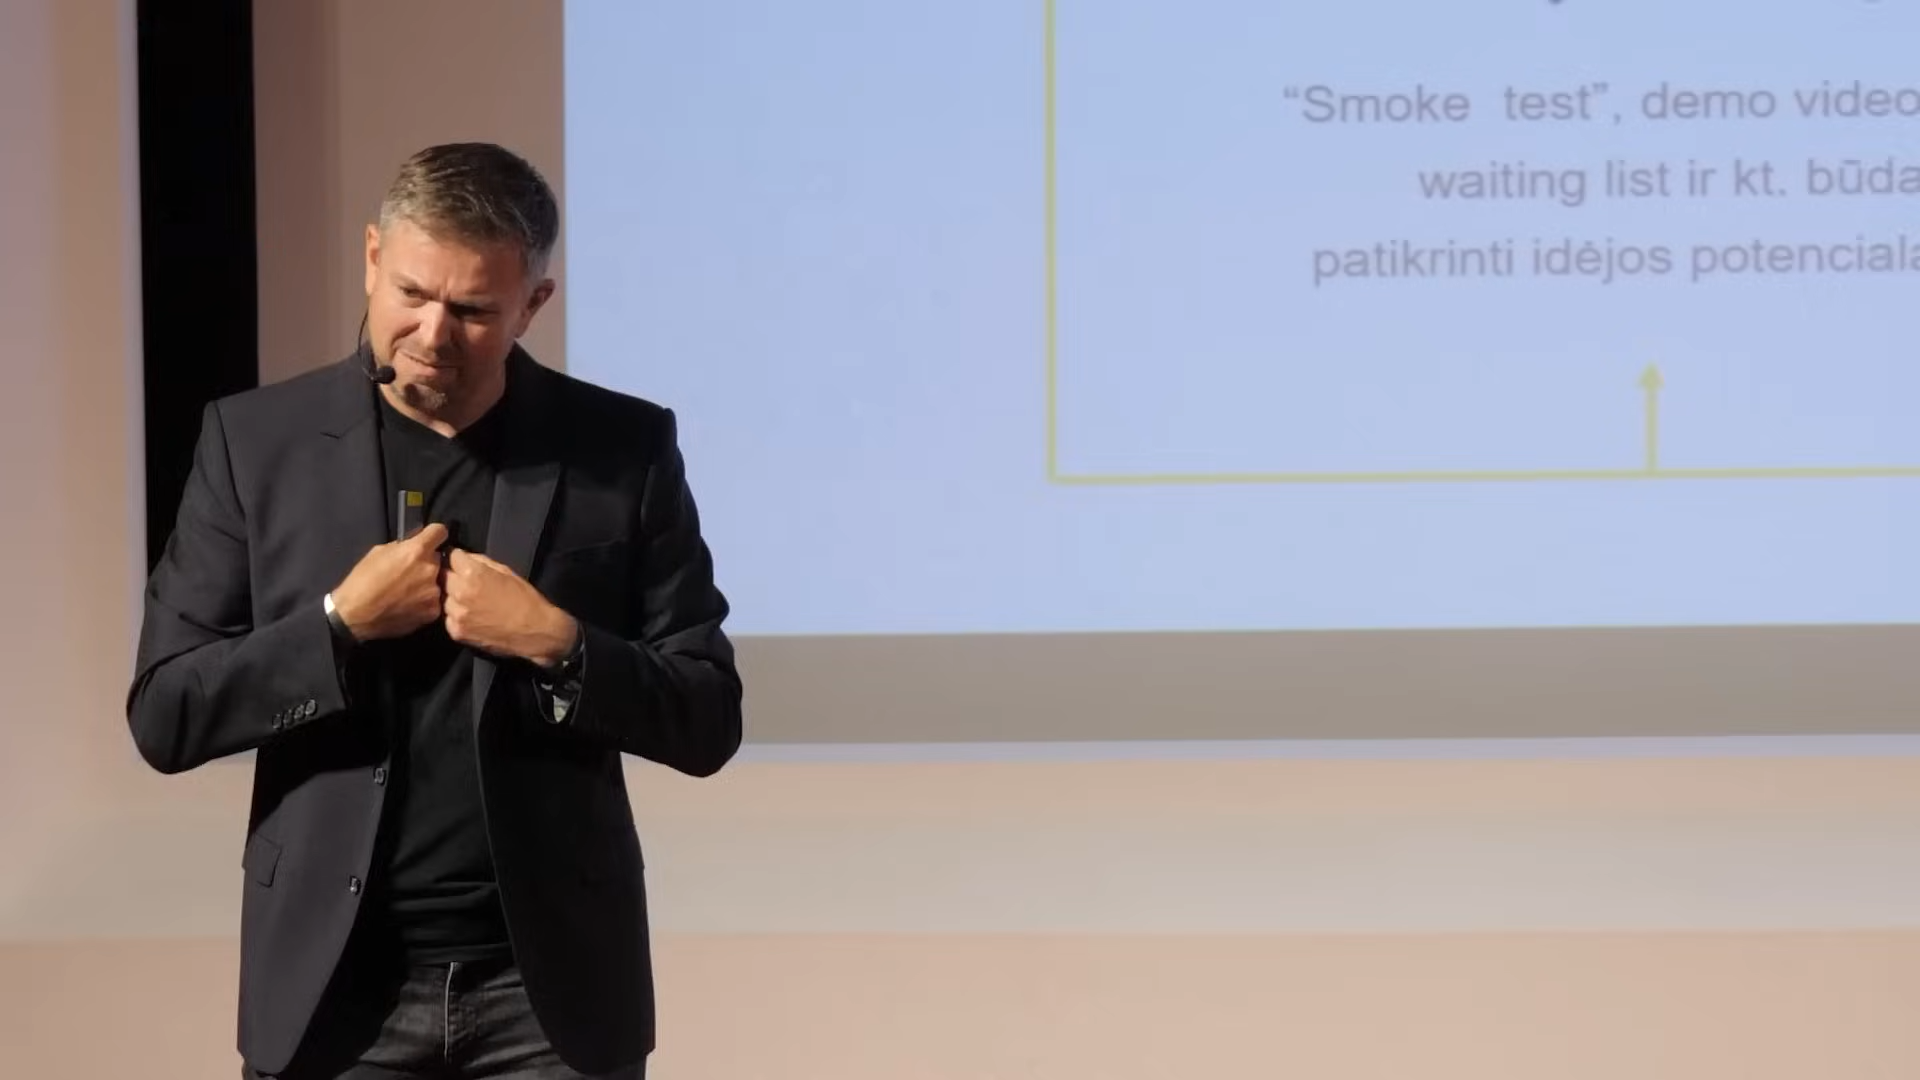 “Smoke test”, demo video
waiting list ir kt. būda
patikrinti idėjos potenciala